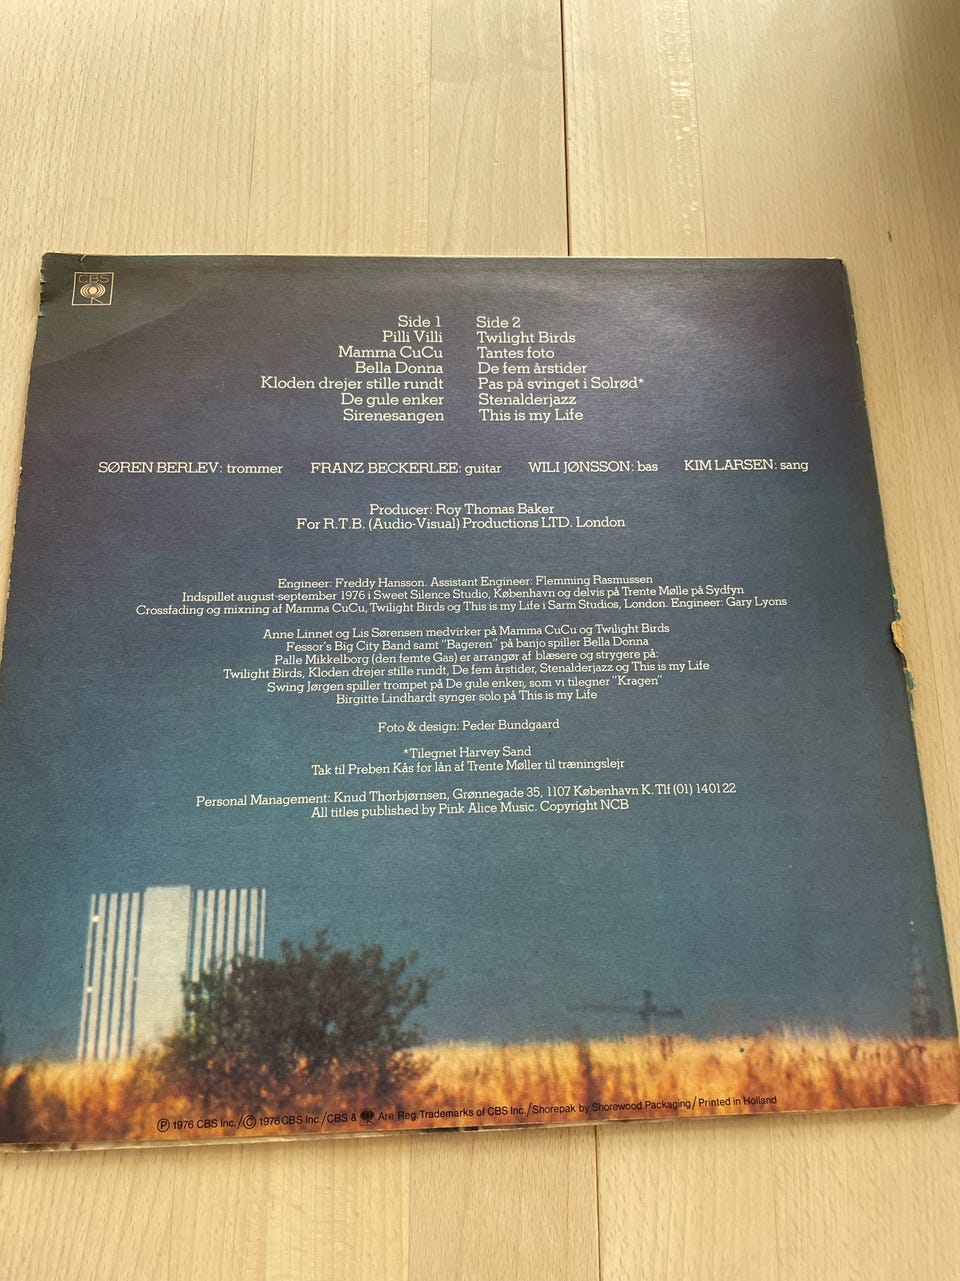 CBS
Side 1
Pilli Villi
Mamma CuCu
Bella Donna
Kloden drejer stille rundt
De gule enker
Sirenesangen
Side 2
Twilight Birds
Tantes foto
De fem årstider
Pas på svinget i Solrød*
Stenalderjazz
This is my Life
SØREN BERLEV: trommer FRANZ BECKERLEE: guitar WILI JØNSSON: bas KIM LARSEN: sang
Producer: Roy Thomas Baker
For R.T.B. (Audio-Visual) Productions LTD. London
Engineer: Freddy Hansson. Assistant Engineer: Flemming Rasmussen
Indspillet august-september 1976 i Sweet Silence Studio, København og delvis på Trente Mølle på Sydfyn
Crossfading og mixning af Mamma CuCu, Twilight Birds og This is my Life i Sarm Studios, London. Engineer: Gary Lyons
Anne Linnet og Lis Sørensen medvirker på Mamma CuCu og Twilight Birds
Fessor's Big City Band samt "Bageren" på banjo spiller Bella Donna
Palle Mikkelborg (den femte Gas) er arrangør af blæsere og strygere på:
Twilight Birds, Kloden drejer stille rundt, De fem årstider, Stenalderjazz og This is my Life
Swing Jørgen spiller trompet på De gule enker, som vi tilegner "Kragen"
Birgitte Lindhardt synger solo på This is my Life
Foto & design: Peder Bundgaard
*Tilegnet Harvey Sand
Tak til Preben Kås for lån af Trente Møller til træningslejr
Personal Management: Knud Thorbjørnsen, Grønnegade 35, 1107 København K. Tlf (01) 140122
All titles published by Pink Alice Music. Copyright NCB
Ⓟ 1976 CBS Inc./© 1976 CBS Inc./CBS & Are Reg. Trademarks of CBS Inc./Shorepak by Shorewood Packaging/Printed in Holland